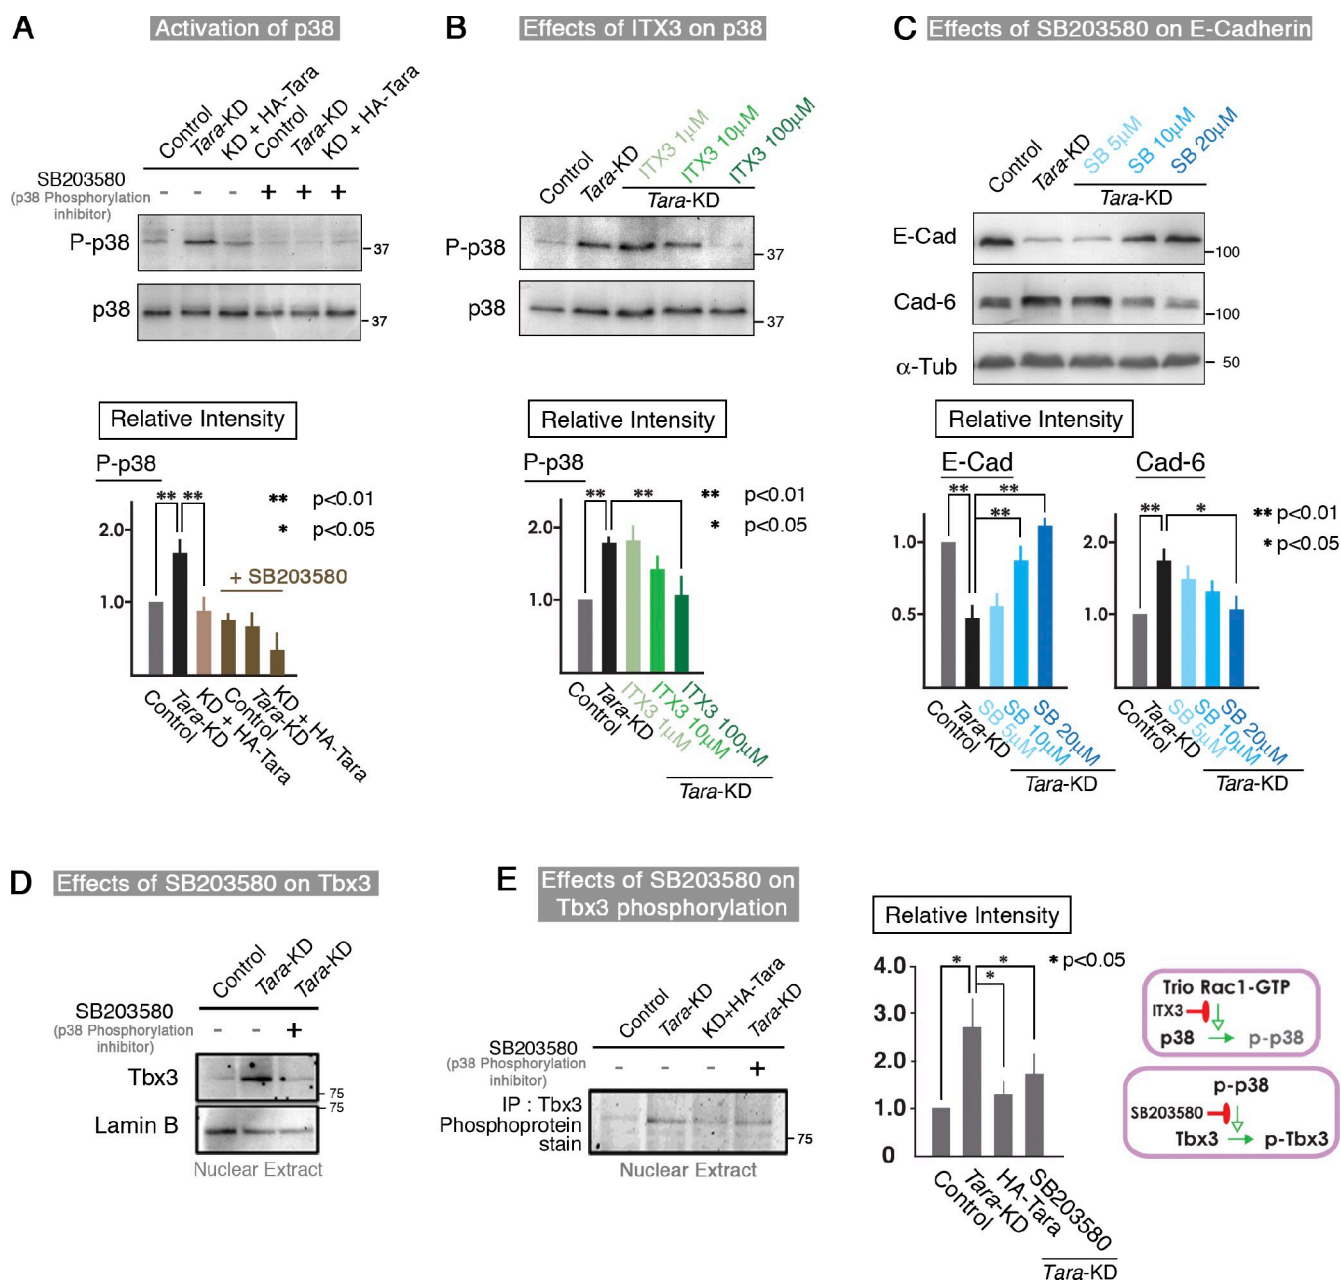 A
Activation of p38
Control
Tara-KD
KD + HA-Tara
Control
Tara-KD
KD + HA-Tara
SB203580
(p38 Phosphorylation
inhibitor)
- - - + + +
P-p38
37
p38
37
Relative Intensity
P-p38
** **
** p<0.01
* p<0.05
2.0
1.0
+ SB203580
Control
Tara-KD
KD + HA-Tara
Control
Tara-KD
KD + HA-Tara
B
Effects of ITX3 on p38
Control
Tara-KD
ITX3 1µM
ITX3 10µM
ITX3 100µM
Tara-KD
P-p38
37
p38
37
Relative Intensity
P-p38
** **
** p<0.01
* p<0.05
2.0
1.0
Control
Tara-KD
ITX3 1µM
ITX3 10µM
ITX3 100µM
Tara-KD
C
Effects of SB203580 on E-Cadherin
Control
Tara-KD
SB 5µM
SB 10µM
SB 20µM
Tara-KD
E-Cad
100
Cad-6
100
α-Tub
50
Relative Intensity
E-Cad
** **
**
1.0
0.5
Control
Tara-KD
SB 5µM
SB 10µM
SB 20µM
Tara-KD
Cad-6
** *
** p<0.01
* p<0.05
2.0
1.0
Control
Tara-KD
SB 5µM
SB 10µM
SB 20µM
Tara-KD
D
Effects of SB203580 on Tbx3
Control
Tara-KD
Tara-KD
SB203580
(p38 Phosphorylation
inhibitor)
- - +
Tbx3
75
75
Lamin B
Nuclear Extract
E
Effects of SB203580 on
Tbx3 phosphorylation
Control
Tara-KD
KD+HA-Tara
Tara-KD
SB203580
(p38 Phosphorylation
inhibitor)
- - - +
IP : Tbx3
Phosphoprotein
stain
75
Nuclear Extract
Relative Intensity
* *
*
* p<0.05
4.0
3.0
2.0
1.0
0
Control
Tara-KD
HA-Tara
SB203580
Tara-KD
Trio Rac1-GTP
ITX3
p38 p-p38
p-p38
SB203580
Tbx3 p-Tbx3